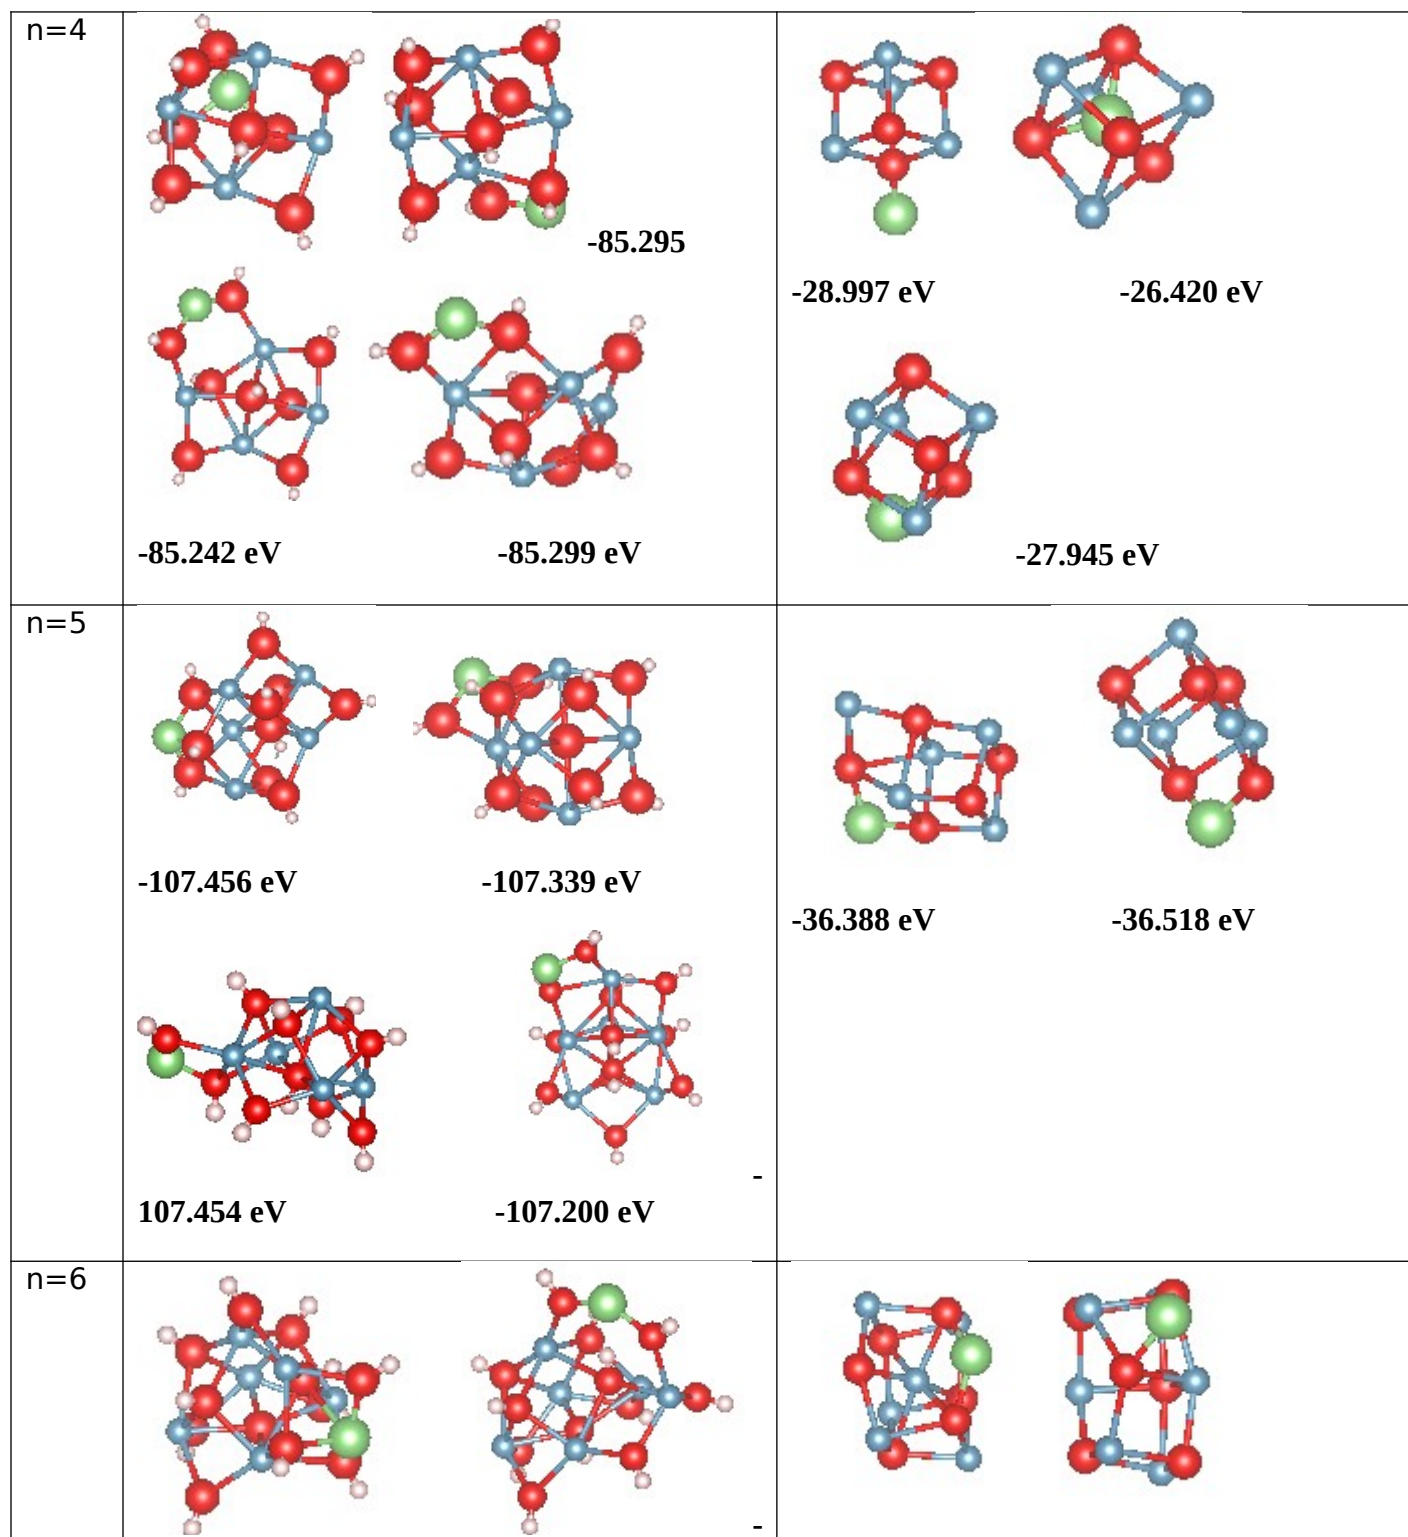 n=4
-85.295
-28.997 eV -26.420 eV
-85.242 eV -85.299 eV
-27.945 eV
n=5
-107.456 eV -107.339 eV
-36.388 eV -36.518 eV
-
107.454 eV -107.200 eV
n=6
-